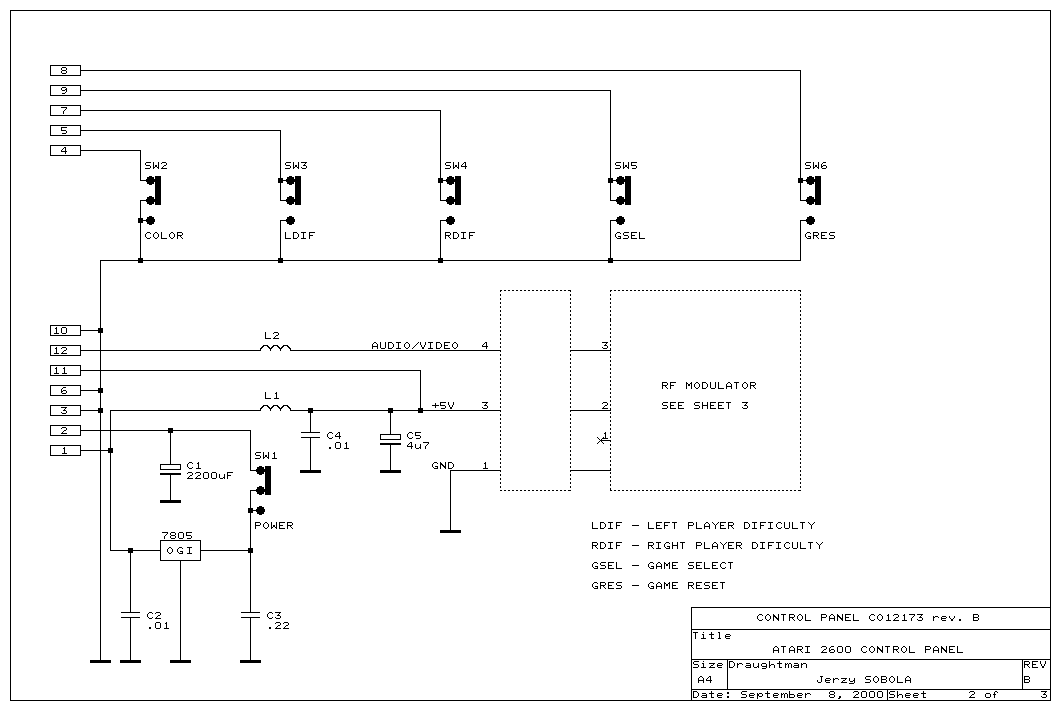 8
9
7
5
4
SW2 SW3 SW4 SW5 SW6
COLOR LDIF RDIF GSEL GRES
10
12
11
6
3
2
1
L2
AUDIO/VIDEO 4 3
L1
+5V 3 2
C4
.01
C5
4u7
1
GND 1
RF MODULATOR
SEE SHEET 3
C1
2200uF
SW1
POWER
7805
OGI
C2
.01
C3
.22
LDIF – LEFT PLAYER DIFICULTY
RDIF – RIGHT PLAYER DIFICULTY
GSEL – GAME SELECT
GRES – GAME RESET
CONTROL PANEL CO12173 rev. B
Title
ATARI 2600 CONTROL PANEL
Size Draughtman REV
A4 Jerzy SOBOLA B
Date: September 8, 2000 Sheet 2 of 3